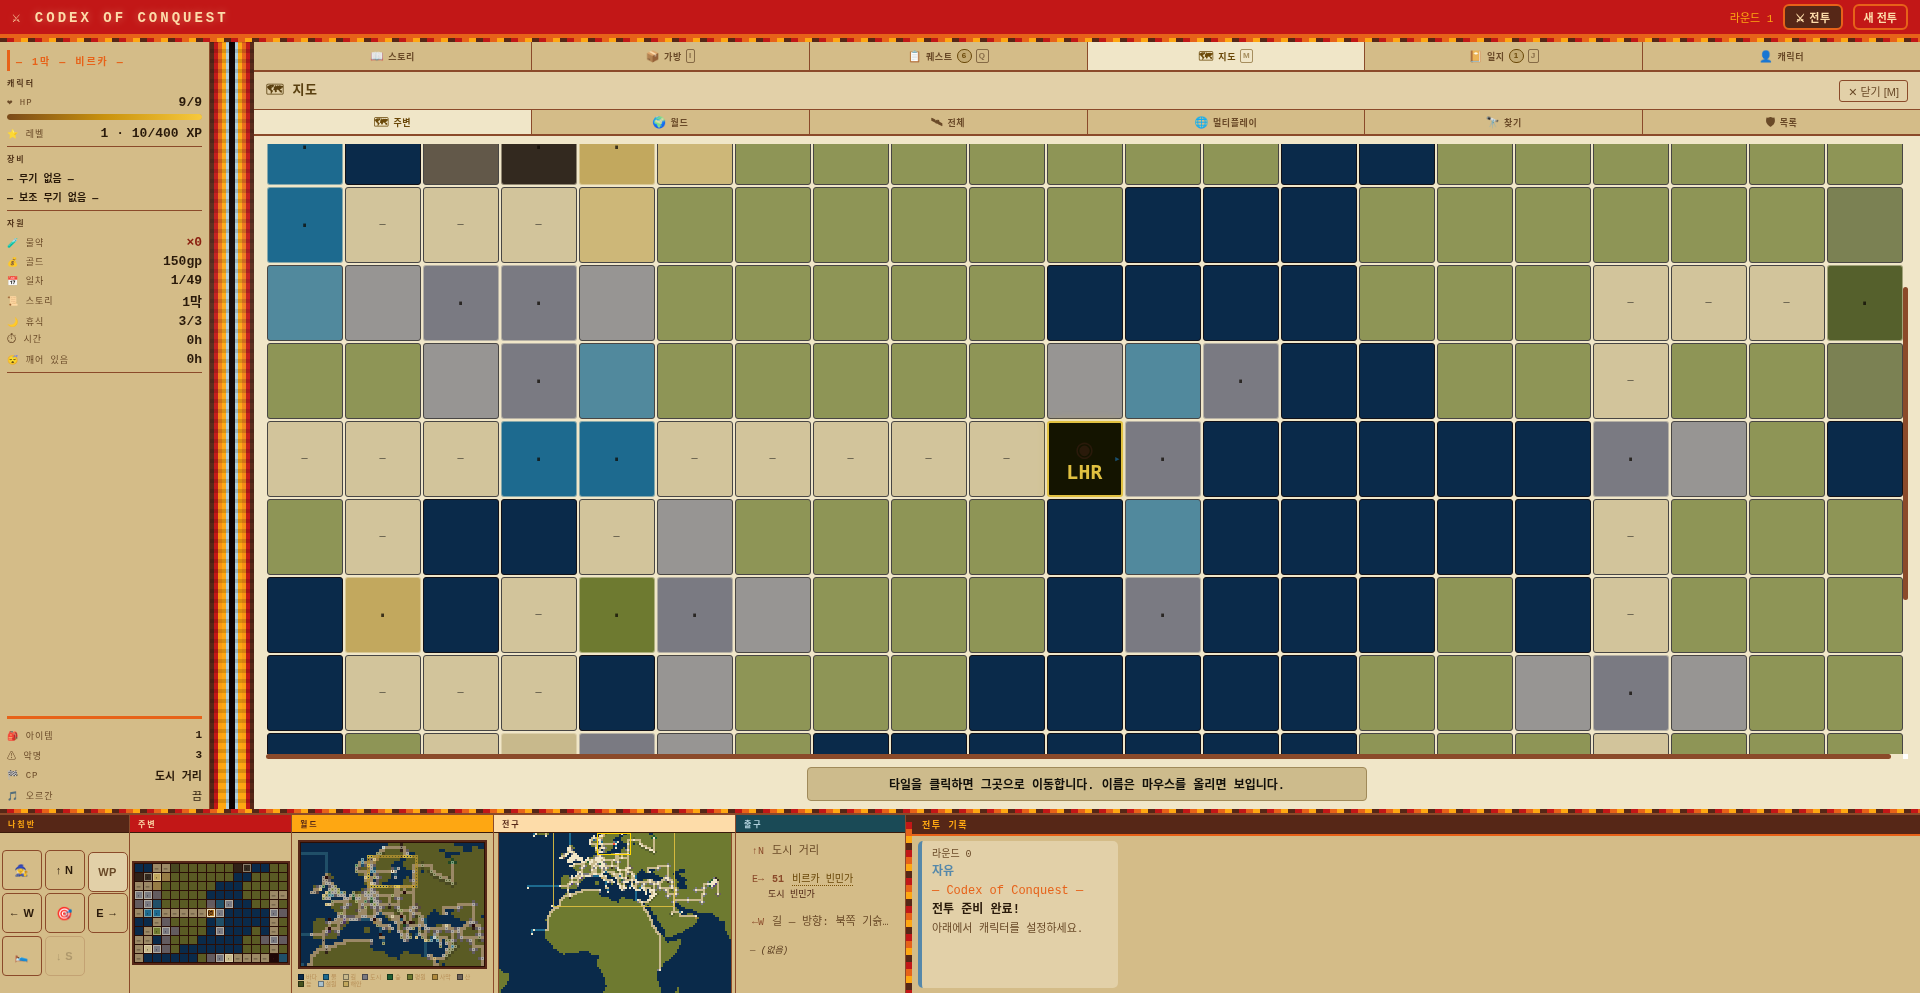 ⚔ CODEX OF CONQUEST
라운드 1
⚔ 전투
새 전투
— 1막 — 비르카 —
캐릭터
❤ HP 9/9
⭐ 레벨 1 · 10/400 XP
장비
— 무기 없음 —
— 보조 무기 없음 —
자원
물약 ×0
골드 150gp
일차 1/49
스토리 1막
휴식 3/3
시간 0h
깨어 있음 0h
아이템 1
악명 3
CP 도시 거리
오르간 끔
스토리
가방 I
퀘스트 6 Q
지도 M
일지 1 J
캐릭터
지도
✕ 닫기 [M]
주변
월드
전체
멀티플레이
찾기
목록
LHR
타일을 클릭하면 그곳으로 이동합니다. 이름은 마우스를 올리면 보입니다.
나침반
↑ N
WP
← W
E →
↓ S
주변
월드
전구
출구
↑N 도시 거리
E→ 51 비르카 빈민가
도시 빈민가
←W 길 — 방향: 북쪽 기슭…
— (없음)
전투 기록
라운드 0
자유
— Codex of Conquest —
전투 준비 완료!
아래에서 캐릭터를 설정하세요.